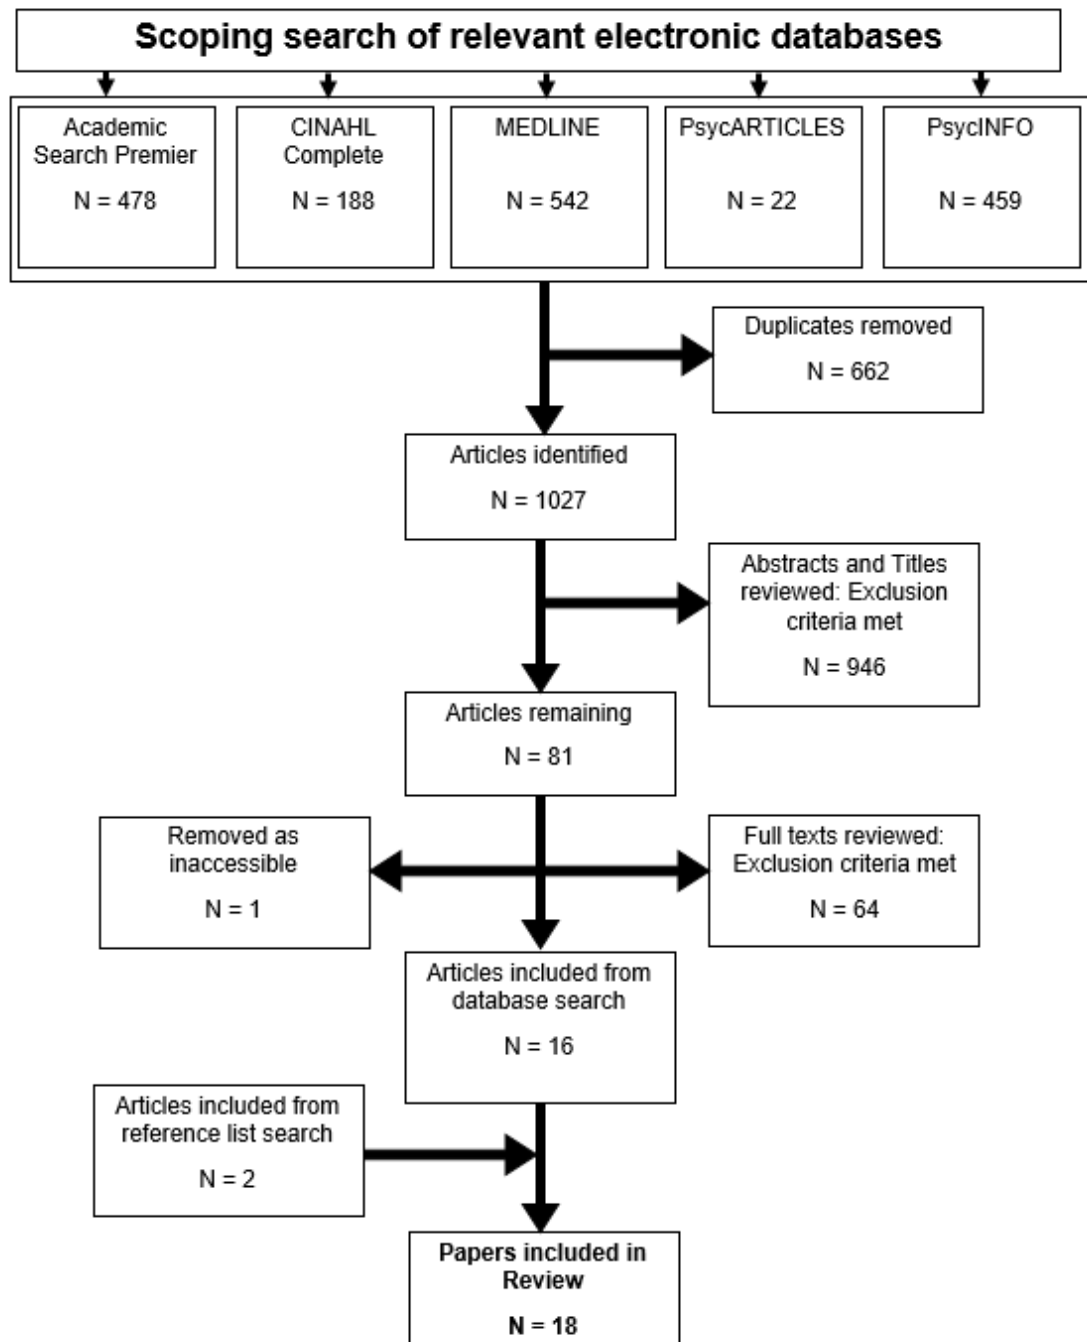 Scoping search of relevant electronic databases
Academic
Search Premier
N = 478
CINAHL
Complete
N = 188
MEDLINE
N = 542
PsycARTICLES
N = 22
PsycINFO
N = 459
Duplicates removed
N = 662
Articles identified
N = 1027
Abstracts and Titles
reviewed: Exclusion
criteria met
N = 946
Articles remaining
N = 81
Removed as
inaccessible
N = 1
Full texts reviewed:
Exclusion criteria met
N = 64
Articles included from
database search
N = 16
Articles included from
reference list search
N = 2
Papers included in
Review
N = 18